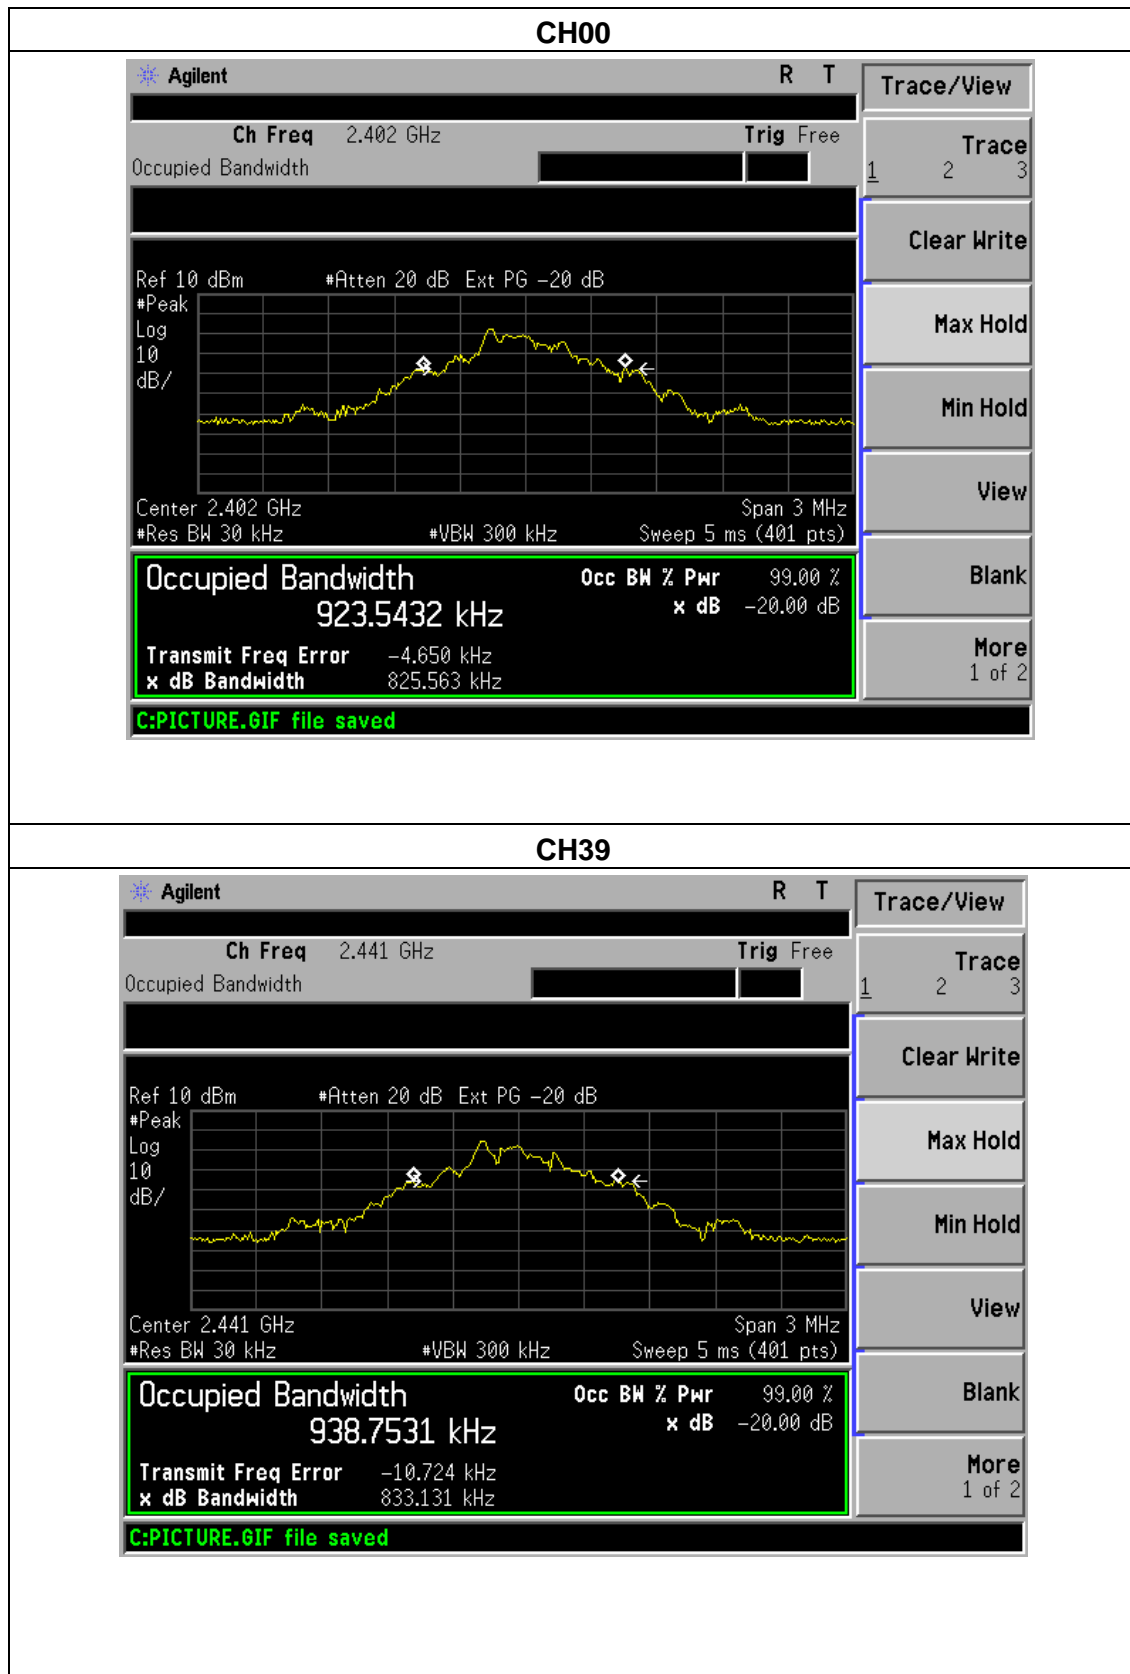 CH00
Agilent R T
Trace/View
Ch Freq 2.402 GHz Trig Free
Occupied Bandwidth
Trace
1 2 3
Clear Write
Max Hold
Min Hold
View
Blank
More
1 of 2
Ref 10 dBm #Atten 20 dB Ext PG -20 dB
#Peak
Log
10
dB/
Center 2.402 GHz Span 3 MHz
#Res BW 30 kHz #VBW 300 kHz Sweep 5 ms (401 pts)
Occupied Bandwidth Occ BW % Pwr 99.00 %
923.5432 kHz x dB -20.00 dB
Transmit Freq Error -4.650 kHz
x dB Bandwidth 825.563 kHz
C:PICTURE.GIF file saved
CH39
Agilent R T
Trace/View
Ch Freq 2.441 GHz Trig Free
Occupied Bandwidth
Trace
1 2 3
Clear Write
Max Hold
Min Hold
View
Blank
More
1 of 2
Ref 10 dBm #Atten 20 dB Ext PG -20 dB
#Peak
Log
10
dB/
Center 2.441 GHz Span 3 MHz
#Res BW 30 kHz #VBW 300 kHz Sweep 5 ms (401 pts)
Occupied Bandwidth Occ BW % Pwr 99.00 %
938.7531 kHz x dB -20.00 dB
Transmit Freq Error -10.724 kHz
x dB Bandwidth 833.131 kHz
C:PICTURE.GIF file saved